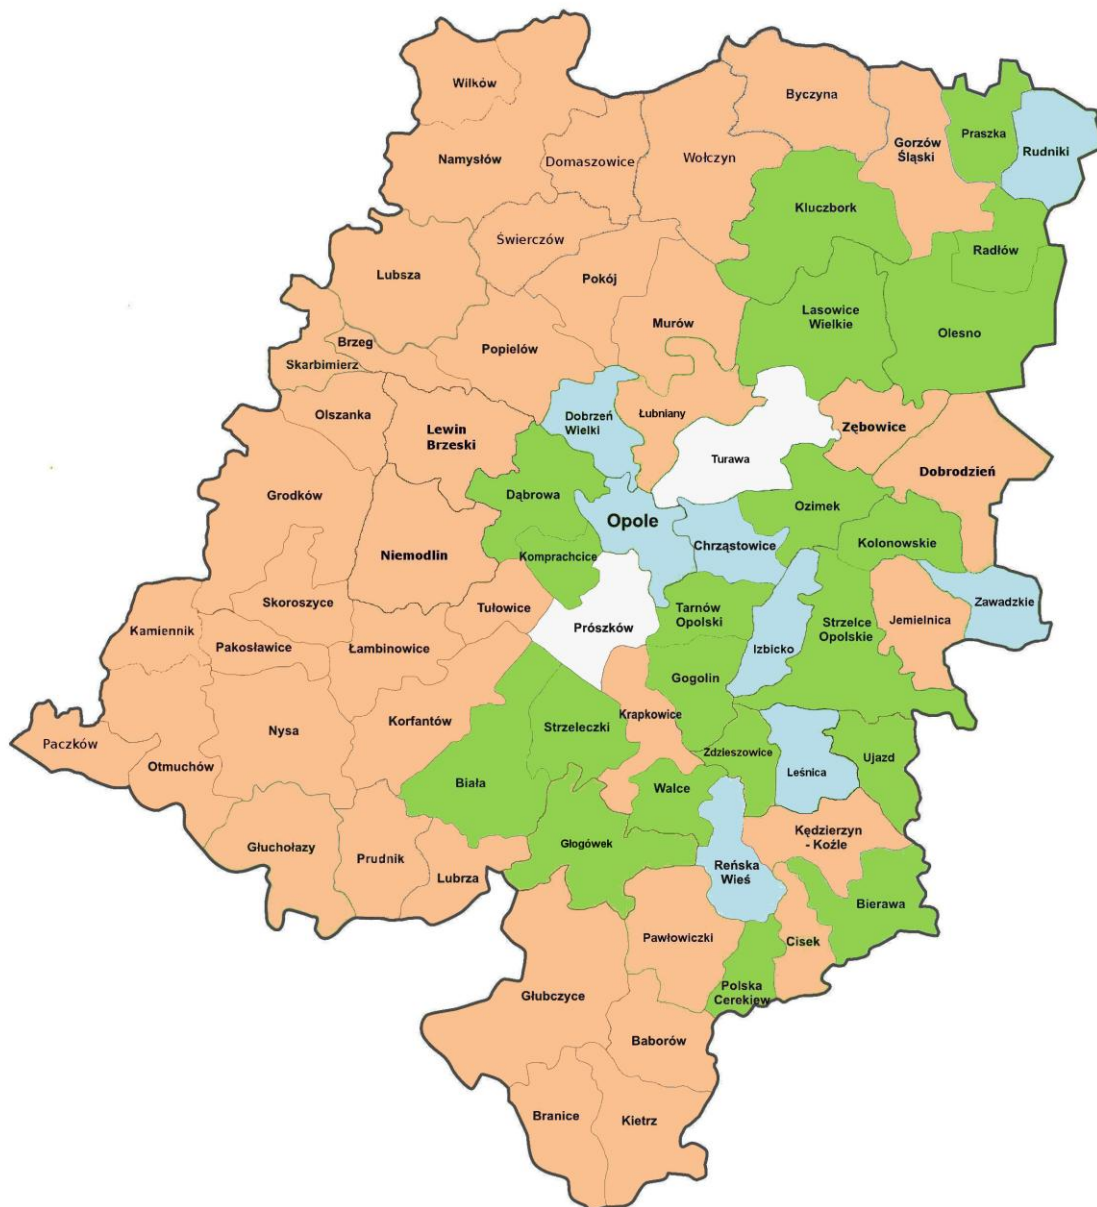 Wilków
Byczyna
Praszka
Rudniki
Gorzów
Śląski
Namysłów
Domaszowice
Wołczyn
Kluczbork
Świerczów
Radłów
Lubsza
Pokój
Lasowice
Wielkie
Murów
Olesno
Brzeg
Popielów
Skarbimierz
Olszanka
Dobrzeń
Wielki
Łubniany
Lewin
Brzeski
Zębowice
Turawa
Dobrodzień
Grodków
Dąbrowa
Ozimek
Opole
Chrząstowice
Kolonowskie
Niemodlin
Komprachcice
Skoroszyce
Tułowice
Tarnów
Opolski
Zawadzkie
Kamiennik
Prószków
Strzelce
Opolskie
Jemielnica
Pakosławice
Łambinowice
Izbicko
Gogolin
Krapkowice
Korfantów
Nysa
Strzeleczki
Paczków
Zdzieszowice
Ujazd
Otmuchów
Leśnica
Biała
Walce
Kędzierzyn
- Koźle
Głuchołazy
Prudnik
Głogówek
Lubrza
Reńska
Wieś
Bierawa
Pawłowiczki
Cisek
Polska
Cerekiew
Głubczyce
Baborów
Branice
Kietrz